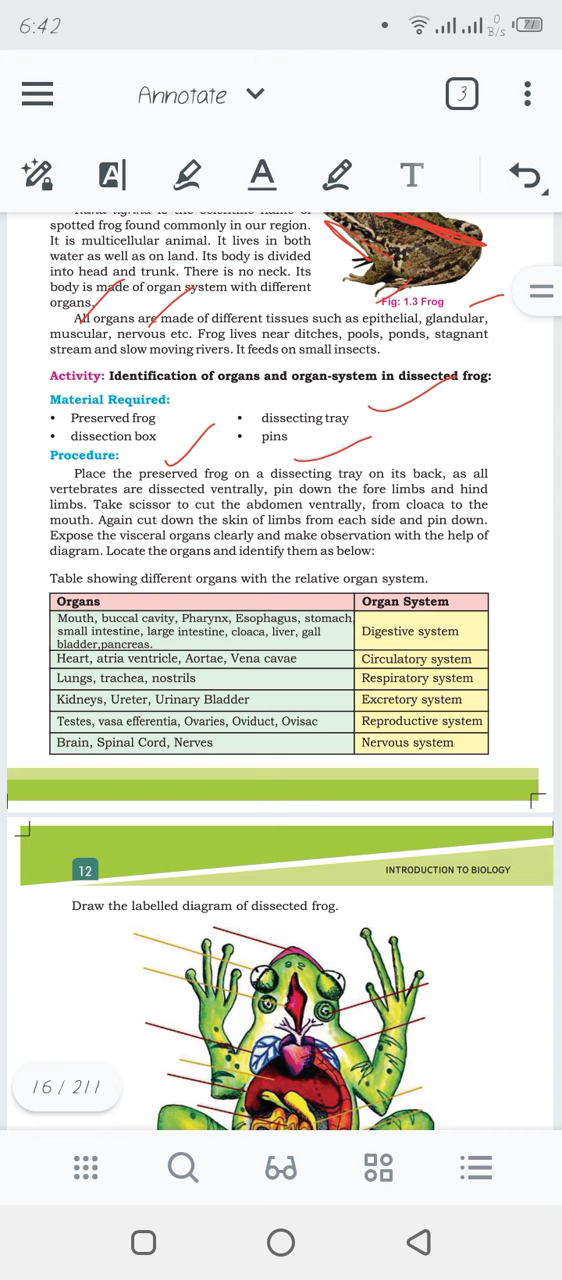 6:42
0
B/s
71
Annotate
3
A
A
T
Rana tigrina is the scientific name of
spotted frog found commonly in our region.
It is multicellular animal. It lives in both
water as well as on land. Its body is divided
into head and trunk. There is no neck. Its
body is made of organ system with different
organs.
Fig: 1.3 Frog
All organs are made of different tissues such as epithelial, glandular,
muscular, nervous etc. Frog lives near ditches, pools, ponds, stagnant
stream and slow moving rivers. It feeds on small insects.
Activity: Identification of organs and organ-system in dissected frog:
Material Required:
• Preserved frog • dissecting tray
• dissection box • pins
Procedure:
Place the preserved frog on a dissecting tray on its back, as all
vertebrates are dissected ventrally, pin down the fore limbs and hind
limbs. Take scissor to cut the abdomen ventrally, from cloaca to the
mouth. Again cut down the skin of limbs from each side and pin down.
Expose the visceral organs clearly and make observation with the help of
diagram. Locate the organs and identify them as below:
Table showing different organs with the relative organ system.
Organs Organ System
Mouth, buccal cavity, Pharynx, Esophagus, stomach,
small intestine, large intestine, cloaca, liver, gall
bladder,pancreas.
Digestive system
Heart, atria ventricle, Aortae, Vena cavae Circulatory system
Lungs, trachea, nostrils Respiratory system
Kidneys, Ureter, Urinary Bladder Excretory system
Testes, vasa efferentia, Ovaries, Oviduct, Ovisac Reproductive system
Brain, Spinal Cord, Nerves Nervous system
12
INTRODUCTION TO BIOLOGY
Draw the labelled diagram of dissected frog.
16 / 211